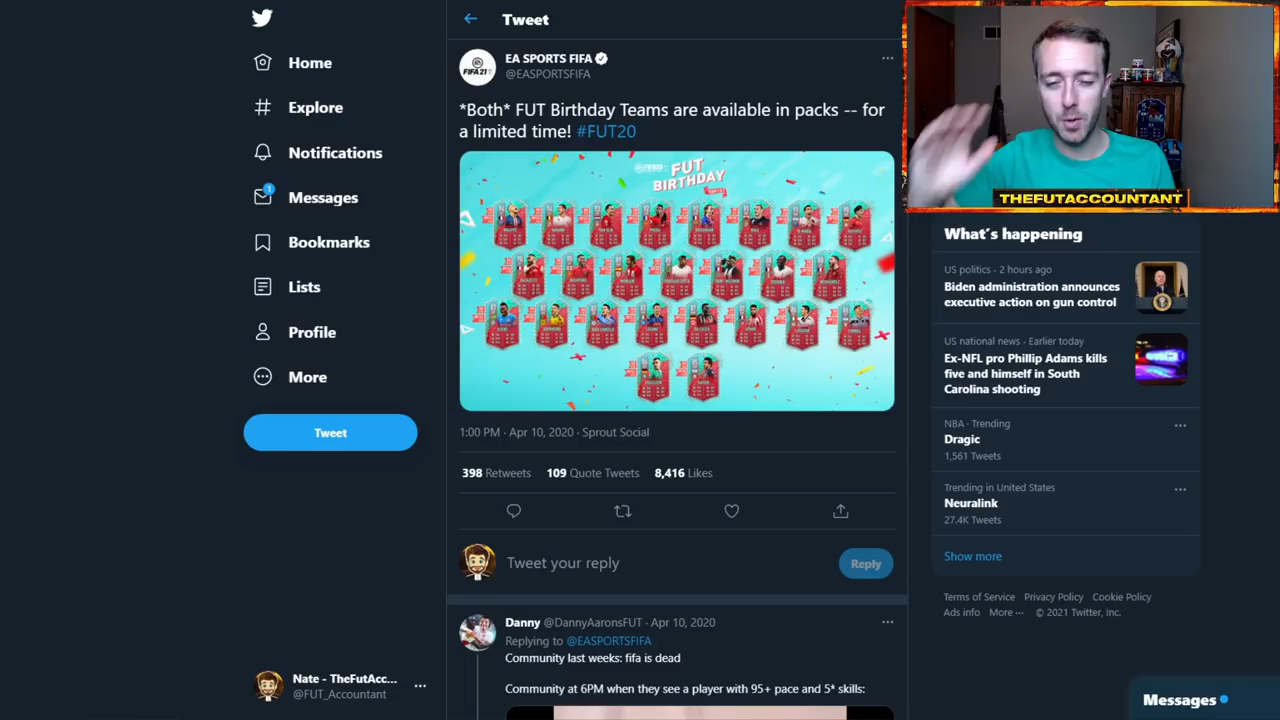 Home
Explore
Notifications
1
Messages
Bookmarks
Lists
Profile
More
Tweet
Nate - TheFutAcc...
@FUT_Accountant
Tweet
EA SPORTS FIFA
@EASPORTSFIFA
*Both* FUT Birthday Teams are available in packs -- for
a limited time! #FUT20
FUT
BIRTHDAY
1:00 PM · Apr 10, 2020 · Sprout Social
398 Retweets 109 Quote Tweets 8,416 Likes
Tweet your reply
Reply
Danny @DannyAaronsFUT · Apr 10, 2020
Replying to @EASPORTSFIFA
Community last weeks: fifa is dead
Community at 6PM when they see a player with 95+ pace and 5* skills:
THEFUTACCOUNTANT
What's happening
US politics · 2 hours ago
Biden administration announces
executive action on gun control
US national news · Earlier today
Ex-NFL pro Phillip Adams kills
five and himself in South
Carolina shooting
NBA · Trending
Dragic
1,561 Tweets
Trending in United States
Neuralink
27.4K Tweets
Show more
Terms of Service Privacy Policy Cookie Policy
Ads info More ··· © 2021 Twitter, Inc.
Messages